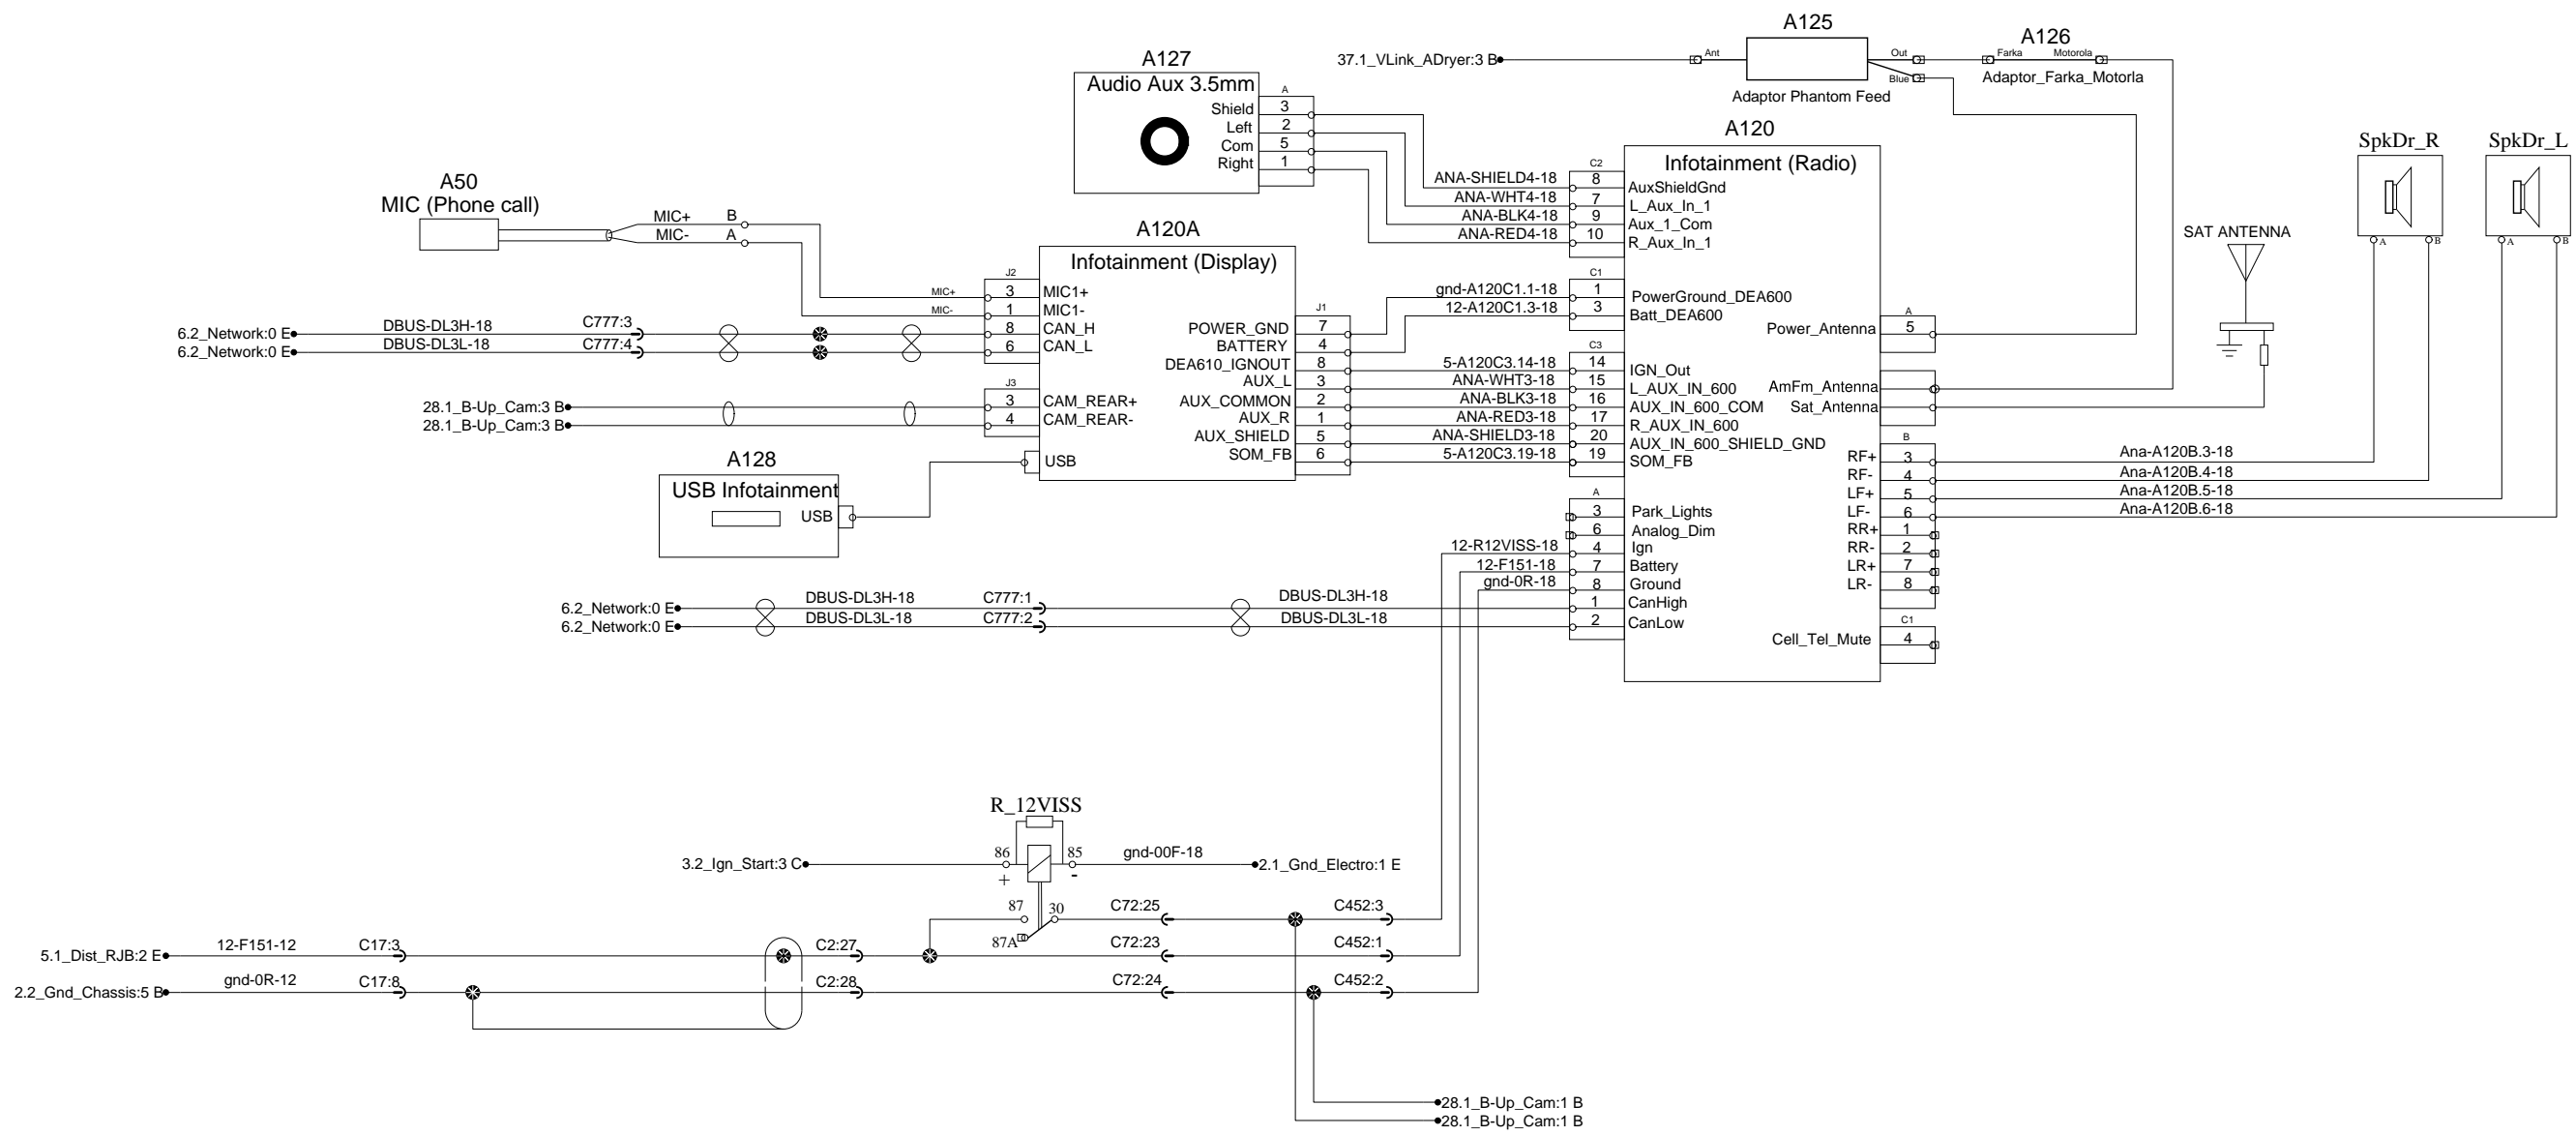 A125
A126
A127
37.1_VLink_ADryer:3 B
Ant
Out
Farka
Motorola
Blue
Adaptor_Farka_Motorla
Adaptor Phantom Feed
Audio Aux 3.5mm
A
Shield 3
Left 2
Com 5
Right 1
A120
Infotainment (Radio)
SpkDr_R
SpkDr_L
A B
A B
SAT ANTENNA
A50
MIC (Phone call)
MIC+ B
MIC- A
C2
ANA-SHIELD4-18 8 AuxShieldGnd
ANA-WHT4-18 7 L_Aux_In_1
ANA-BLK4-18 9 Aux_1_Com
ANA-RED4-18 10 R_Aux_In_1
A120A
Infotainment (Display)
J2
MIC+ 3 MIC1+
MIC- 1 MIC1-
8 CAN_H
6 CAN_L
6.2_Network:0 E DBUS-DL3H-18 C777:3
6.2_Network:0 E DBUS-DL3L-18 C777:4
J3
28.1_B-Up_Cam:3 B 3 CAM_REAR+
28.1_B-Up_Cam:3 B 4 CAM_REAR-
USB
J1
POWER_GND 7
BATTERY 4
DEA610_IGNOUT 8
AUX_L 3
AUX_COMMON 2
AUX_R 1
AUX_SHIELD 5
SOM_FB 6
C1
gnd-A120C1.1-18 1 PowerGround_DEA600
12-A120C1.3-18 3 Batt_DEA600
C3
5-A120C3.14-18 14 IGN_Out
ANA-WHT3-18 15 L_AUX_IN_600
ANA-BLK3-18 16 AUX_IN_600_COM
ANA-RED3-18 17 R_AUX_IN_600
ANA-SHIELD3-18 20 AUX_IN_600_SHIELD_GND
5-A120C3.19-18 19 SOM_FB
A
Power_Antenna 5
AmFm_Antenna
Sat_Antenna
B
RF+ 3 Ana-A120B.3-18
RF- 4 Ana-A120B.4-18
LF+ 5 Ana-A120B.5-18
LF- 6 Ana-A120B.6-18
RR+ 1
RR- 2
LR+ 7
LR- 8
C1
Cell_Tel_Mute 4
A128
USB Infotainment
USB
A
3 Park_Lights
6 Analog_Dim
12-R12VISS-18 4 Ign
12-F151-18 7 Battery
gnd-0R-18 8 Ground
6.2_Network:0 E DBUS-DL3H-18 C777:1 DBUS-DL3H-18 1 CanHigh
6.2_Network:0 E DBUS-DL3L-18 C777:2 DBUS-DL3L-18 2 CanLow
R_12VISS
3.2_Ign_Start:3 C 86 85 gnd-00F-18 2.1_Gnd_Electro:1 E
+ -
87 30 C72:25 C452:3
87A
5.1_Dist_RJB:2 E 12-F151-12 C17:3 C2:27 C72:23 C452:1
2.2_Gnd_Chassis:5 B gnd-0R-12 C17:8 C2:28 C72:24 C452:2
28.1_B-Up_Cam:1 B
28.1_B-Up_Cam:1 B